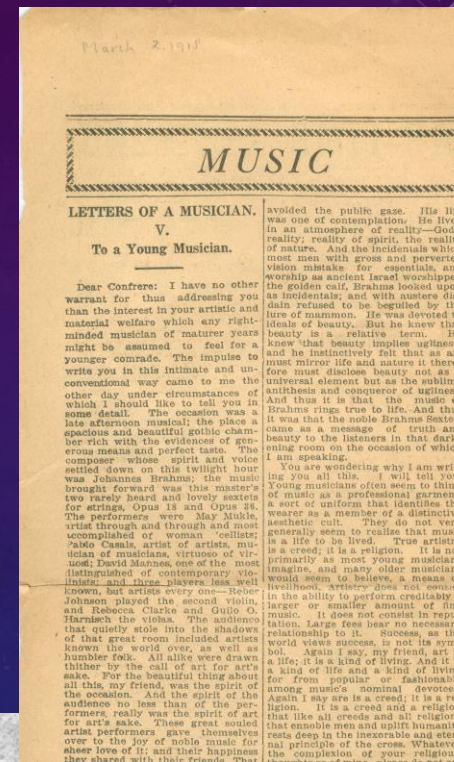 March 2, 1918
MUSIC
LETTERS OF A MUSICIAN.
V.
To a Young Musician.
Dear Confrere: I have no other
warrant for thus addressing you
than the interest in your artistic and
material welfare which any right-
minded musician of maturer years
might be assumed to feel for a
younger comrade. The impulse to
write you in this intimate and un-
conventional way came to me the
other day under circumstances of
which I should like to tell you in
some detail. The occasion was a
late afternoon musical; the place a
spacious and beautiful gothic cham-
ber rich with the evidences of gen-
erous means and perfect taste. The
composer whose spirit and voice
settled down on this twilight hour
was Johannes Brahms; the music
brought forward was this master's
two rarely heard and lovely sextets
for strings, Opus 18 and Opus 36.
The performers were May Mukle,
artist through and through and most
accomplished of woman 'cellists;
Pablo Casals, artist of artists, mu-
sician of musicians, virtuoso of vir-
uosi; David Mannes, one of the most
distinguished of contemporary vio-
linists; and three players less well
known, but artists every one—Reber
Johnson played the second violin,
and Rebecca Clarke and Guilo O.
Harnisch the violas. The audience
that quietly stole into the shadows
of that great room included artists
known the world over, as well as
humbler folk. All alike were drawn
thither by the call of art for art's
sake. For the beautiful thing about
all this, my friend, was the spirit of
the occasion. And the spirit of the
audience no less than of the per-
formers, really was the spirit of art
for art's sake. These great souled
artist performers gave themselves
over to the joy of noble music for
sheer love of it; and their happiness
they shared with their friends. That
avoided the public gaze. His li
was one of contemplation. He live
in an atmosphere of reality—God
reality; reality of spirit, the realit
of nature. And the incidentals whic
most men with gross and perverte
vision mistake for essentials, an
worship as ancient Israel worshippe
the golden calf, Brahms looked upo
as incidentals; and with austere dis
dain refused to be beguiled by th
lure of mammon. He was devoted t
ideals of beauty. But he knew tha
beauty is a relative term. H
knew that beauty implies uglines
and he instinctively felt that as a
must mirror life and nature it ther
fore must disclose beauty not as
universal element but as the sublim
antithesis and conqueror of uglines
And thus it is that the music o
Brahms rings true to life. And thu
it was that the noble Brahms Sexte
came as a message of truth an
beauty to the listeners in that dark
ening room on the occasion of whic
I am speaking.
You are wondering why I am wri
ing you all this. I will tell yo
Young musicians often seem to thin
of music as a professional garmen
a sort of uniform that identifies th
wearer as a member of a distinctiv
aesthetic cult. They do not ver
generally seem to realize that mus
is a life to be lived. True artistr
is a creed; it is a religion. It is no
primarily as most young musician
imagine, and many older musician
would seem to believe, a means o
livelihood. Artistry does not consis
in the ability to perform creditably
larger or smaller amount of fin
music. It does not consist in repu
tation. Large fees bear no necessar
relationship to it. Success, as th
world views success, is not its sym
bol. Again I say, my friend, art i
a life; it is a kind of living. And it
a kind of life and a kind of livin
far from popular or fashionabl
among music's nominal devotee
Again I say are is a creed; it is a re
ligion. It is a creed and a religio
that like all creeds and all religion
that ennoble men and uplift humanit
rests deep in the inexorable and eter
nal principle of the cross. Whateve
the complexion of your religiou